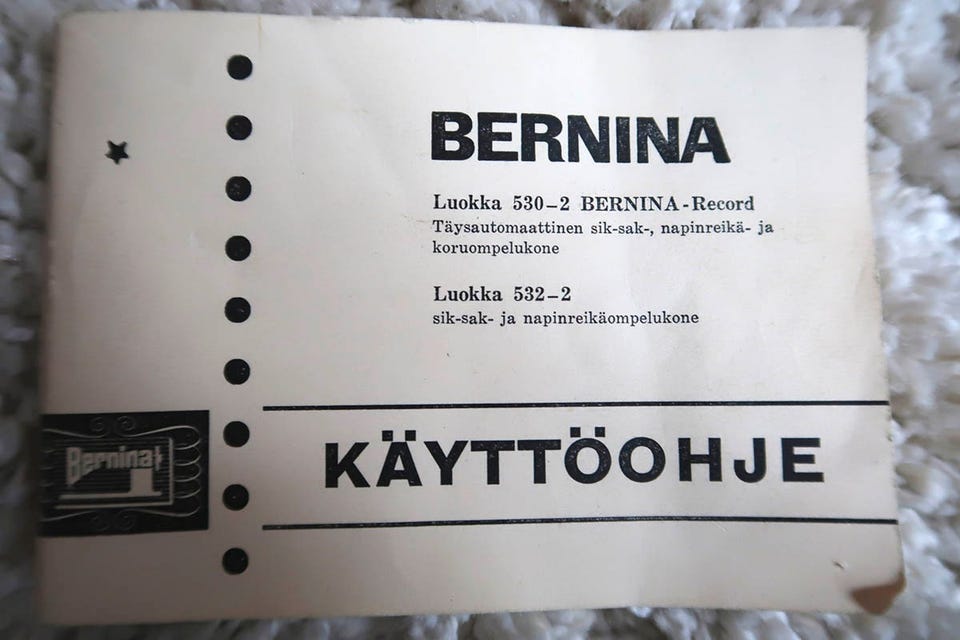 BERNINA
Luokka 530-2 BERNINA-Record
Täysautomaattinen sik-sak-, napinreikä- ja
koruompelukone
Luokka 532-2
sik-sak- ja napinreikäompelukone
Bernina
KÄYTTÖOHJE